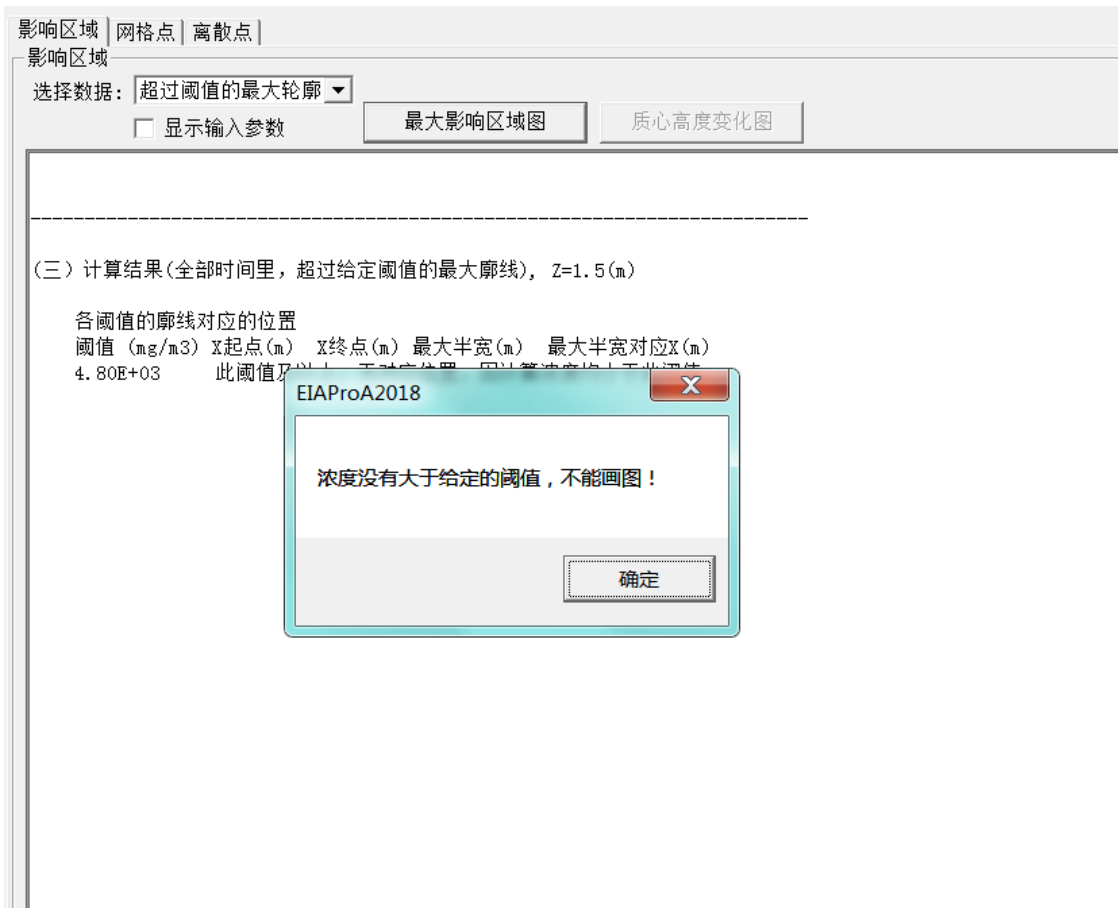 影响区域 网格点 离散点
影响区域
选择数据: 超过阈值的最大轮廓
显示输入参数 最大影响区域图 质心高度变化图
(三) 计算结果(全部时间里，超过给定阈值的最大廓线), Z=1.5(m)
各阈值的廓线对应的位置
阈值 (mg/m3) X起点(m) X终点(m) 最大半宽(m) 最大半宽对应X(m)
4.80E+03 此阈值及
EIAProA2018
浓度没有大于给定的阈值，不能画图！
确定